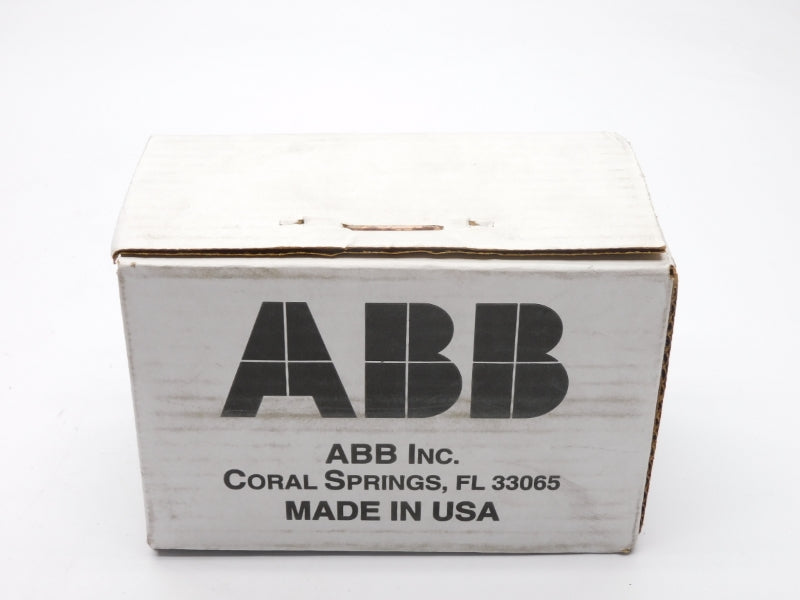 ABB
ABB INC.
CORAL SPRINGS, FL 33065
MADE IN USA